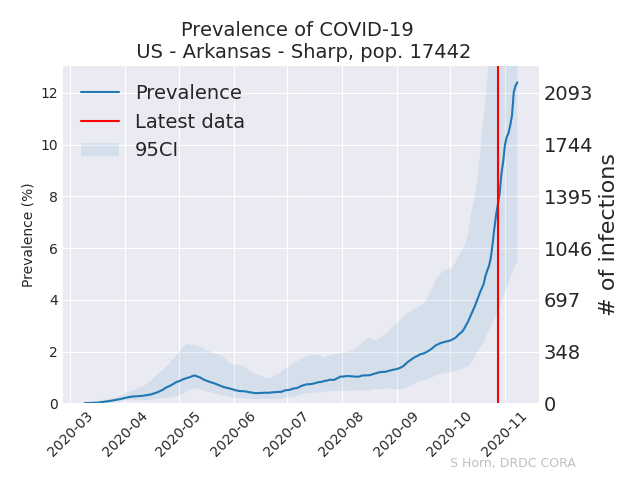 Prevalence of COVID-19
US - Arkansas - Sharp, pop. 17442
Prevalence
Latest data
95CI
Prevalence (%)
12
10
8
6
4
2
0
2093
1744
1395
1046
697
348
0
# of infections
2020-03
2020-04
2020-05
2020-06
2020-07
2020-08
2020-09
2020-10
2020-11
S Horn, DRDC CORA